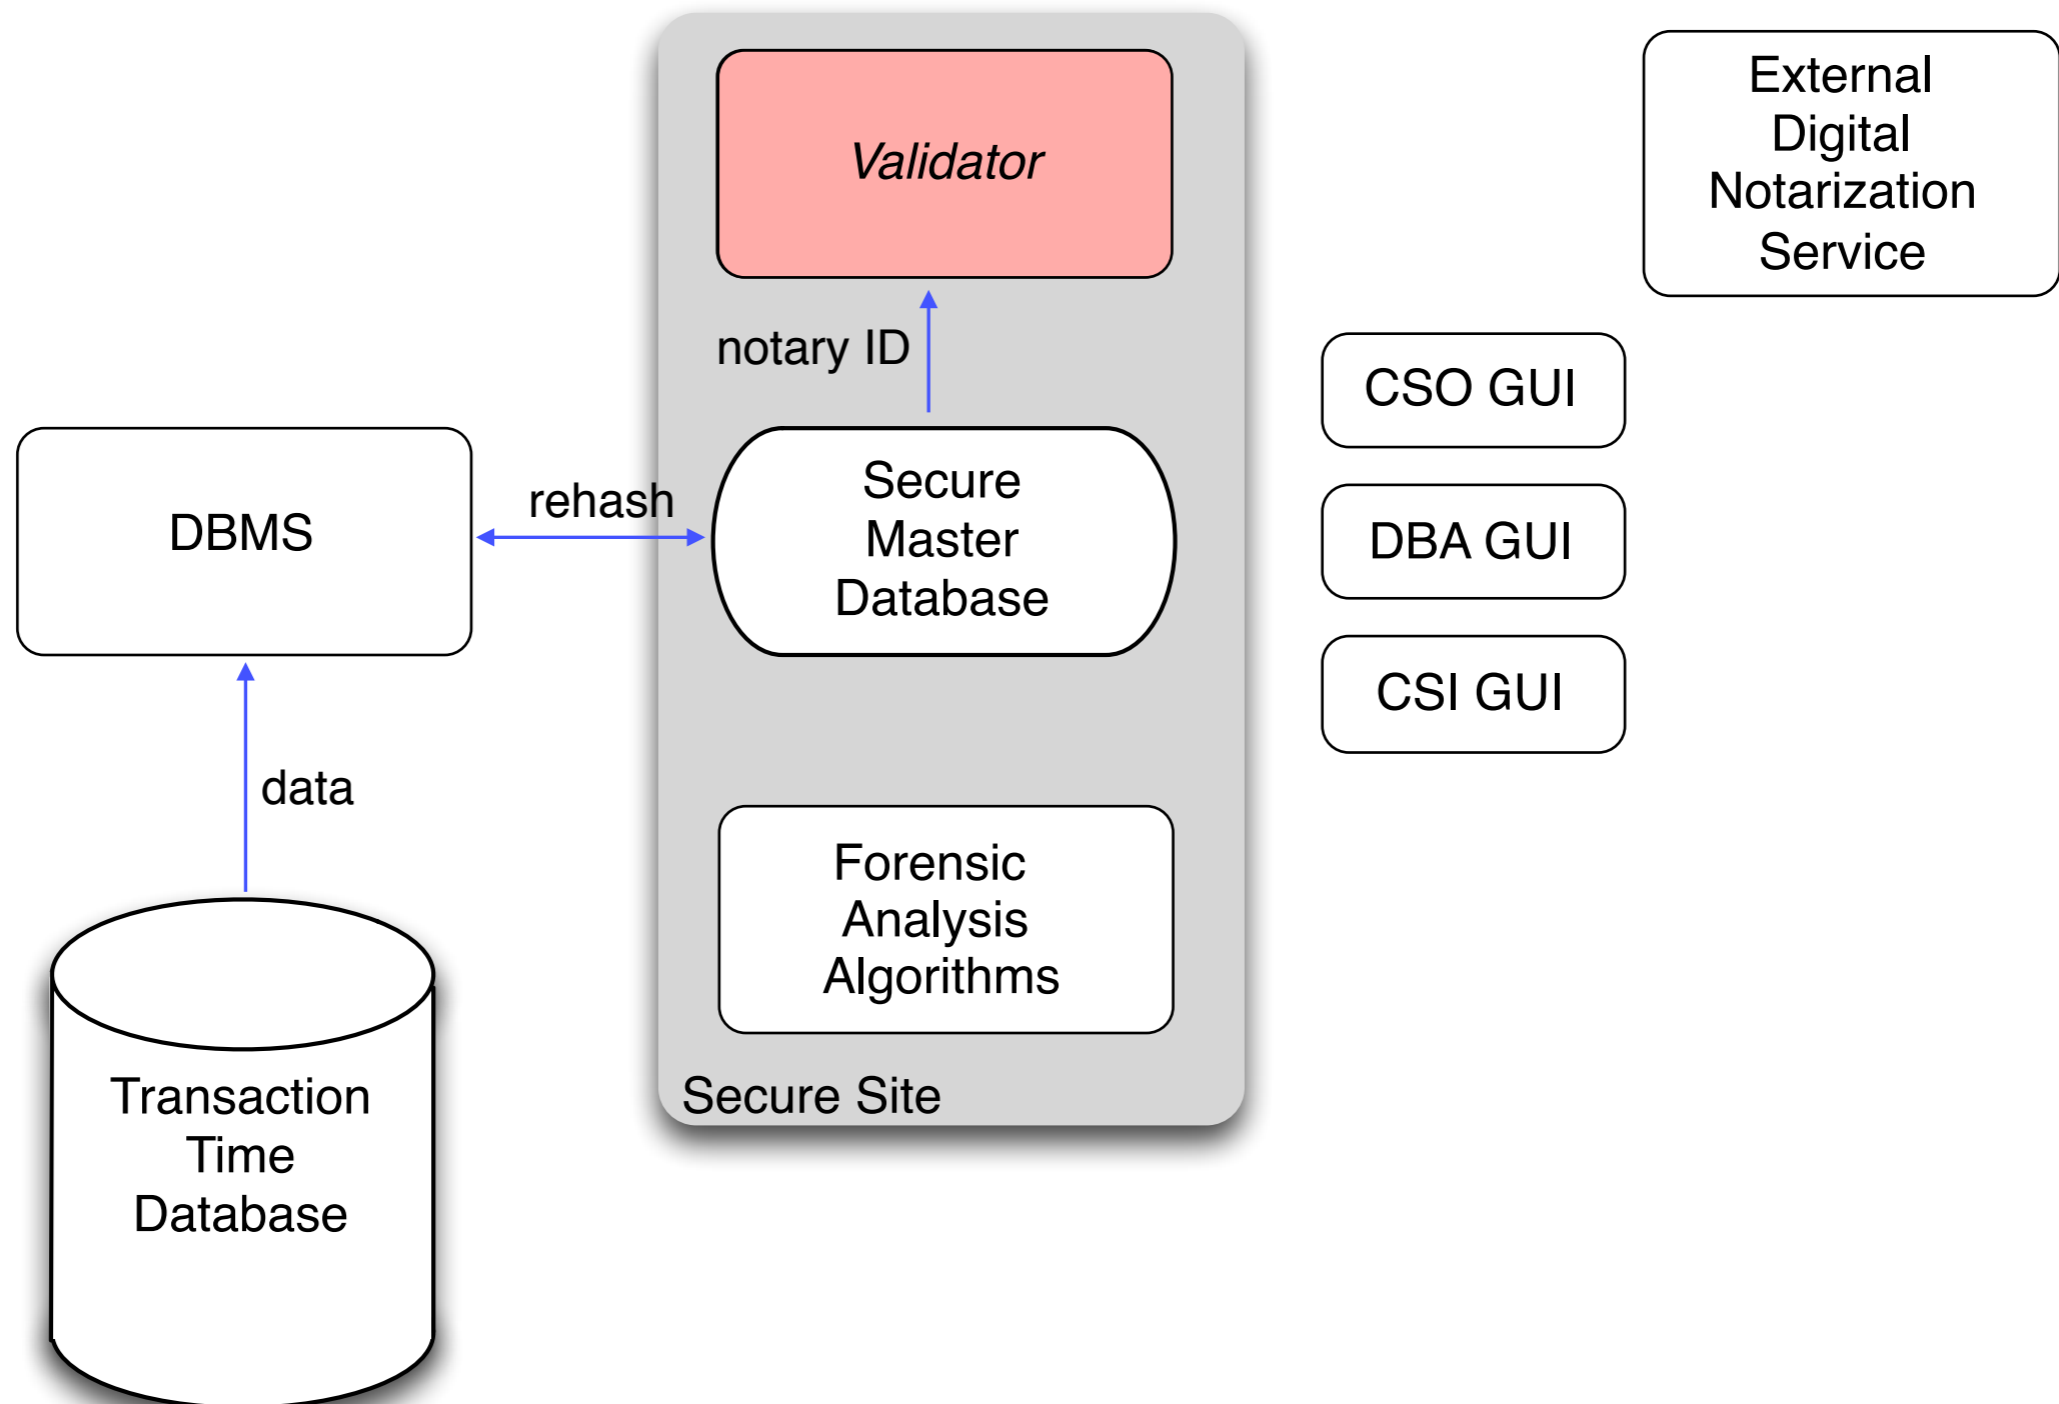 Validator
External
Digital
Notarization
Service
notary ID
CSO GUI
DBMS
rehash
Secure
Master
Database
DBA GUI
CSI GUI
data
Forensic
Analysis
Algorithms
Secure Site
Transaction
Time
Database